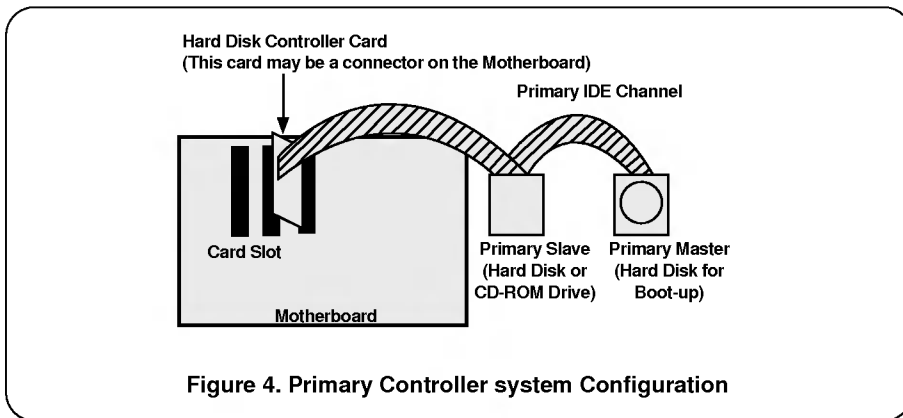 Hard Disk Controller Card
(This card may be a connector on the Motherboard)
Primary IDE Channel
Card Slot
Primary Slave
(Hard Disk or
CD-ROM Drive)
Primary Master
(Hard Disk for
Boot-up)
Motherboard
Figure 4. Primary Controller system Configuration